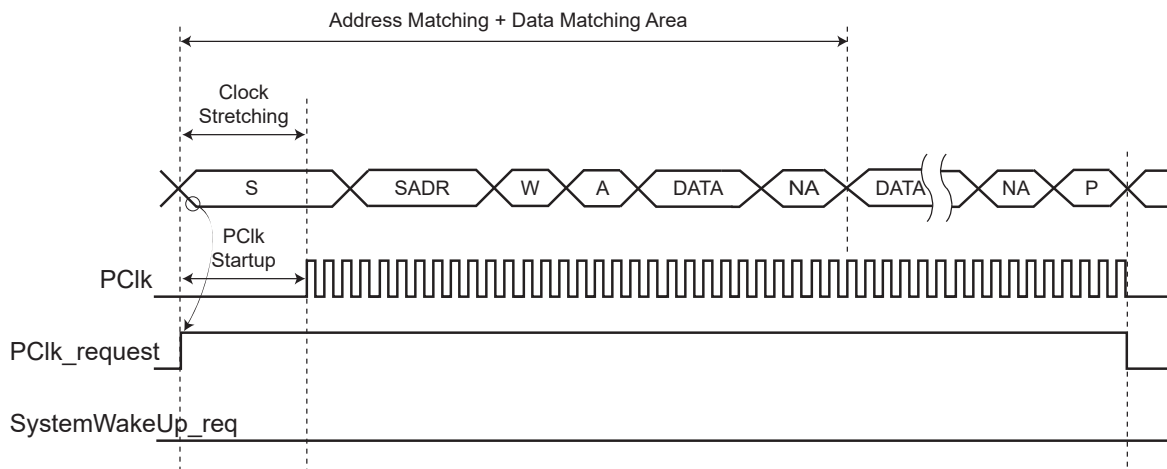 Address Matching + Data Matching Area
Clock
Stretching
S SADR W A DATA NA DATA NA P
PClk
Startup
PClk
PClk_request
SystemWakeUp_req